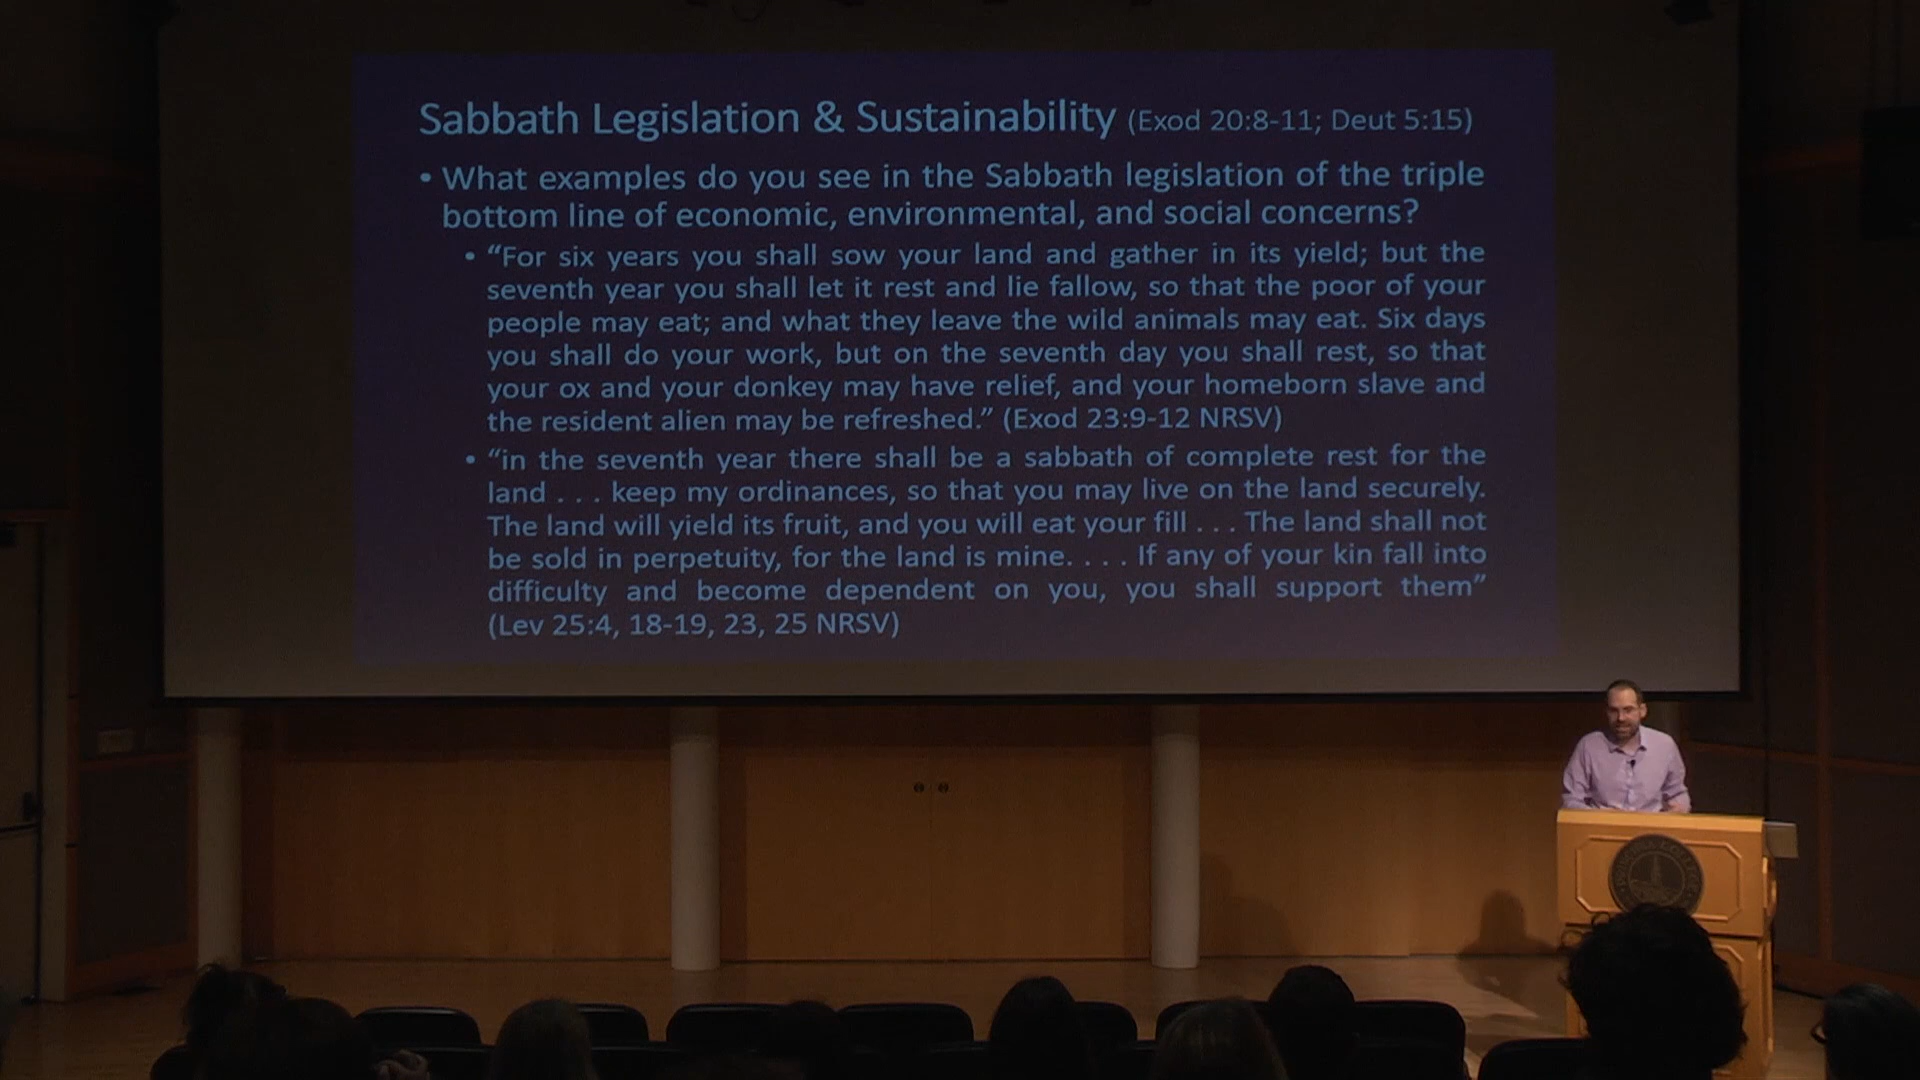 Sabbath Legislation & Sustainability (Exod 20:8-11; Deut 5:15)
• What examples do you see in the Sabbath legislation of the triple
bottom line of economic, environmental, and social concerns?
• “For six years you shall sow your land and gather in its yield; but the
seventh year you shall let it rest and lie fallow, so that the poor of your
people may eat; and what they leave the wild animals may eat. Six days
you shall do your work, but on the seventh day you shall rest, so that
your ox and your donkey may have relief, and your homeborn slave and
the resident alien may be refreshed.” (Exod 23:9-12 NRSV)
• “in the seventh year there shall be a sabbath of complete rest for the
land . . . keep my ordinances, so that you may live on the land securely.
The land will yield its fruit, and you will eat your fill . . . The land shall not
be sold in perpetuity, for the land is mine. . . . If any of your kin fall into
difficulty and become dependent on you, you shall support them”
(Lev 25:4, 18-19, 23, 25 NRSV)